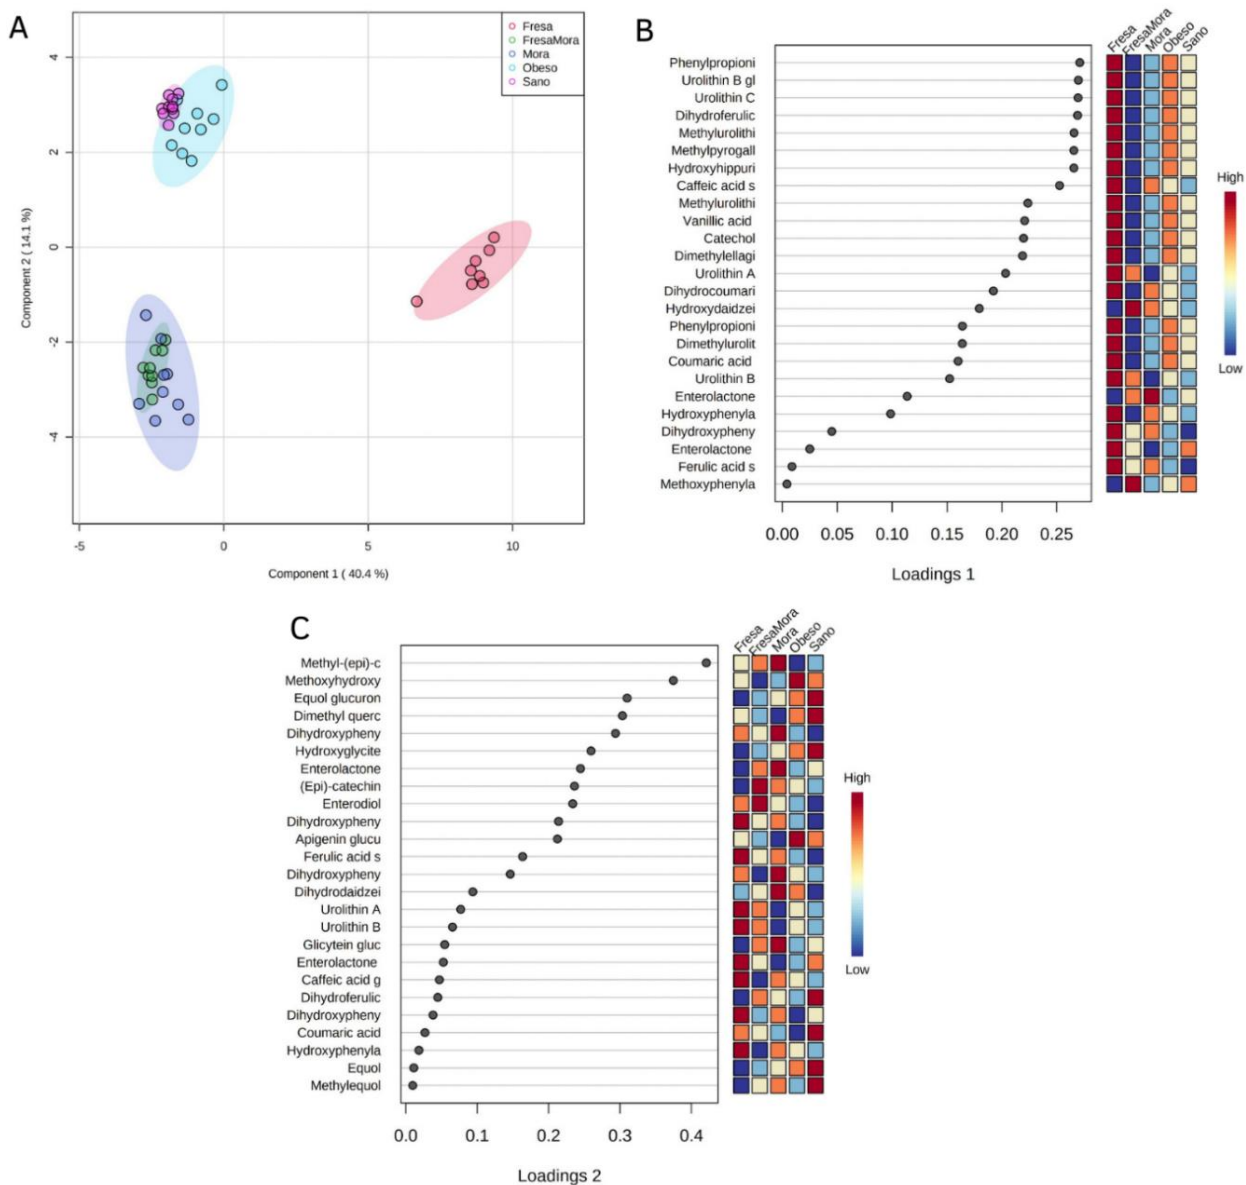 A
Fresa
FresaMora
Mora
Obeso
Sano
4
2
0
-2
-4
Component 2 ( 14.1 %)
-5
0
5
10
Component 1 ( 40.4 %)
B
Fresa
FresaMora
Mora
Obeso
Sano
Phenylpropioni
Urolithin B gl
Urolithin C
Dihydroferulic
Methylurolithi
Methylpyrogall
Hydroxyhippuri
Caffeic acid s
Methylurolithi
Vanillic acid
Catechol
Dimethylellagi
Urolithin A
Dihydrocoumari
Hydroxydaidzei
Phenylpropioni
Dimethylurolit
Coumaric acid
Urolithin B
Enterolactone
Hydroxyphenyla
Dihydroxypheny
Enterolactone
Ferulic acid s
Methoxyphenyla
0.00
0.05
0.10
0.15
0.20
0.25
Loadings 1
High
Low
C
Fresa
FresaMora
Mora
Obeso
Sano
Methyl-(epi)-c
Methoxyhydroxy
Equol glucuron
Dimethyl querc
Dihydroxypheny
Hydroxyglycite
Enterolactone
(Epi)-catechin
Enterodiol
Dihydroxypheny
Apigenin glucu
Ferulic acid s
Dihydroxypheny
Dihydrodaidzei
Urolithin A
Urolithin B
Glicytein gluc
Enterolactone
Caffeic acid g
Dihydroferulic
Dihydroxypheny
Coumaric acid
Hydroxyphenyla
Equol
Methylequol
0.0
0.1
0.2
0.3
0.4
Loadings 2
High
Low